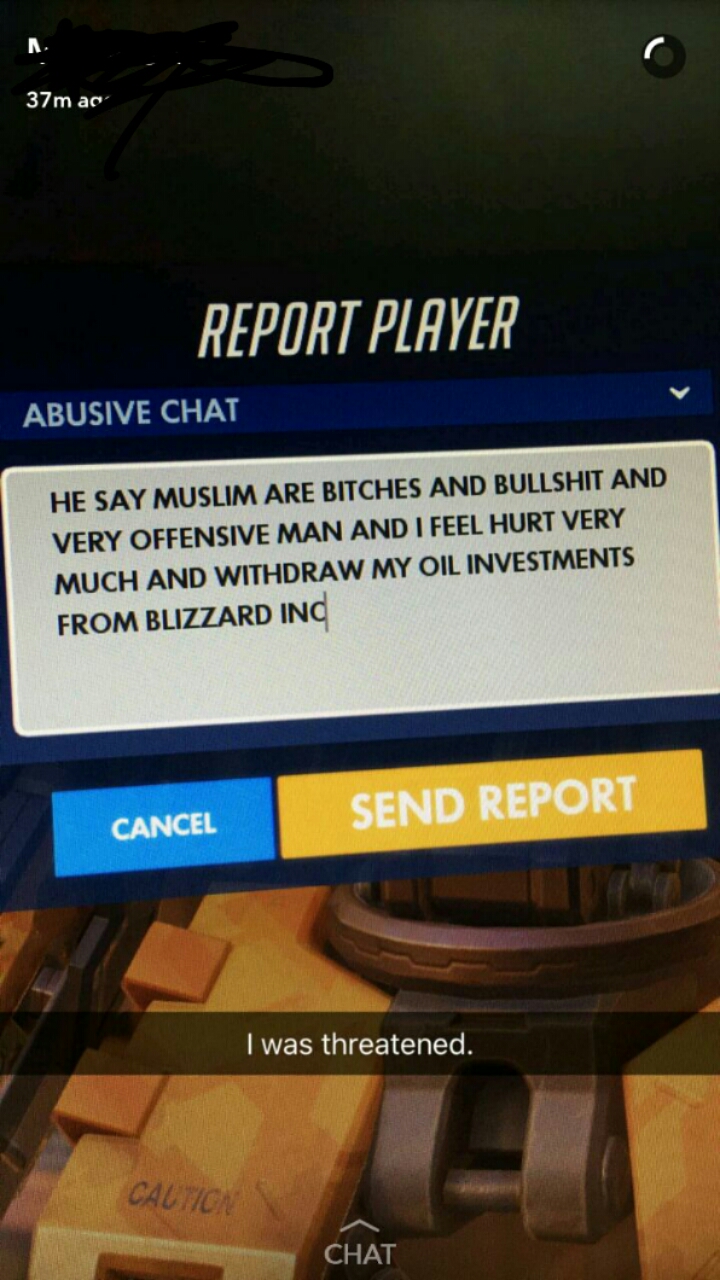 37m
REPORT PLAYER
ABUSIVE CHAT
HE SAY MUSLIM ARE BITCHES AND BULLSHIT AND
VERY OFFENSIVE MAN AND I FEEL HURT VERY
MUCH AND WITHDRAW MY OIL INVESTMENTS
FROM BLIZZARD INC
CANCEL
SEND REPORT
I was threatened.
CAUTION
CHAT